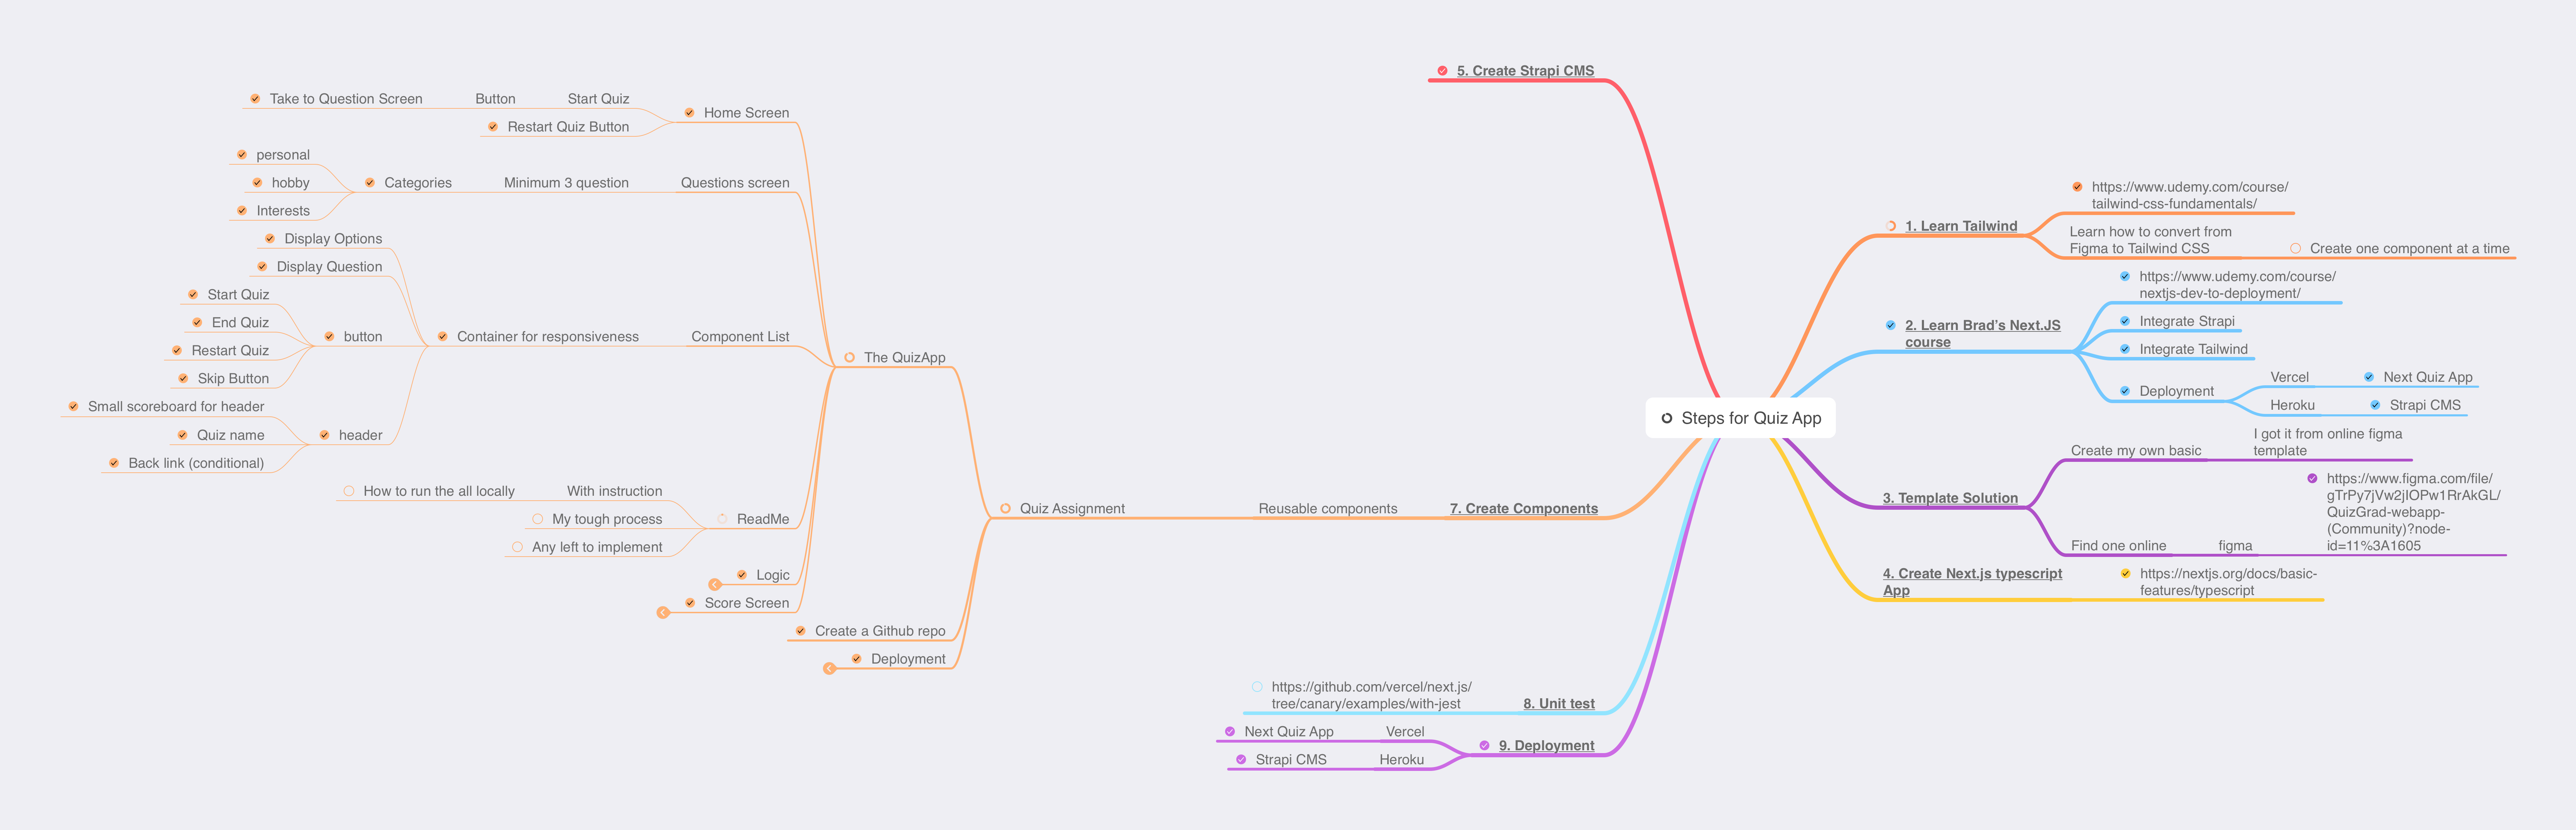 Steps for Quiz App
1. Learn Tailwind
https://www.udemy.com/course/
tailwind-css-fundamentals/
Learn how to convert from
Figma to Tailwind CSS
Create one component at a time
2. Learn Brad's Next.JS
course
https://www.udemy.com/course/
nextjs-dev-to-deployment/
Integrate Strapi
Integrate Tailwind
Deployment
Vercel
Next Quiz App
Heroku
Strapi CMS
3. Template Solution
Create my own basic
I got it from online figma
template
Find one online
figma
https://www.figma.com/file/
gTrPy7jVw2jIOPw1RrAkGL/
QuizGrad-webapp-
(Community)?node-
id=11%3A1605
4. Create Next.js typescript
App
https://nextjs.org/docs/basic-
features/typescript
5. Create Strapi CMS
7. Create Components
Reusable components
Quiz Assignment
The QuizApp
Home Screen
Start Quiz
Button
Take to Question Screen
Restart Quiz Button
Questions screen
Minimum 3 question
Categories
personal
hobby
Interests
Component List
Container for responsiveness
Display Options
Display Question
button
Start Quiz
End Quiz
Restart Quiz
Skip Button
header
Small scoreboard for header
Quiz name
Back link (conditional)
ReadMe
With instruction
How to run the all locally
My tough process
Any left to implement
Logic
Score Screen
Create a Github repo
Deployment
8. Unit test
https://github.com/vercel/next.js/
tree/canary/examples/with-jest
9. Deployment
Vercel
Next Quiz App
Heroku
Strapi CMS